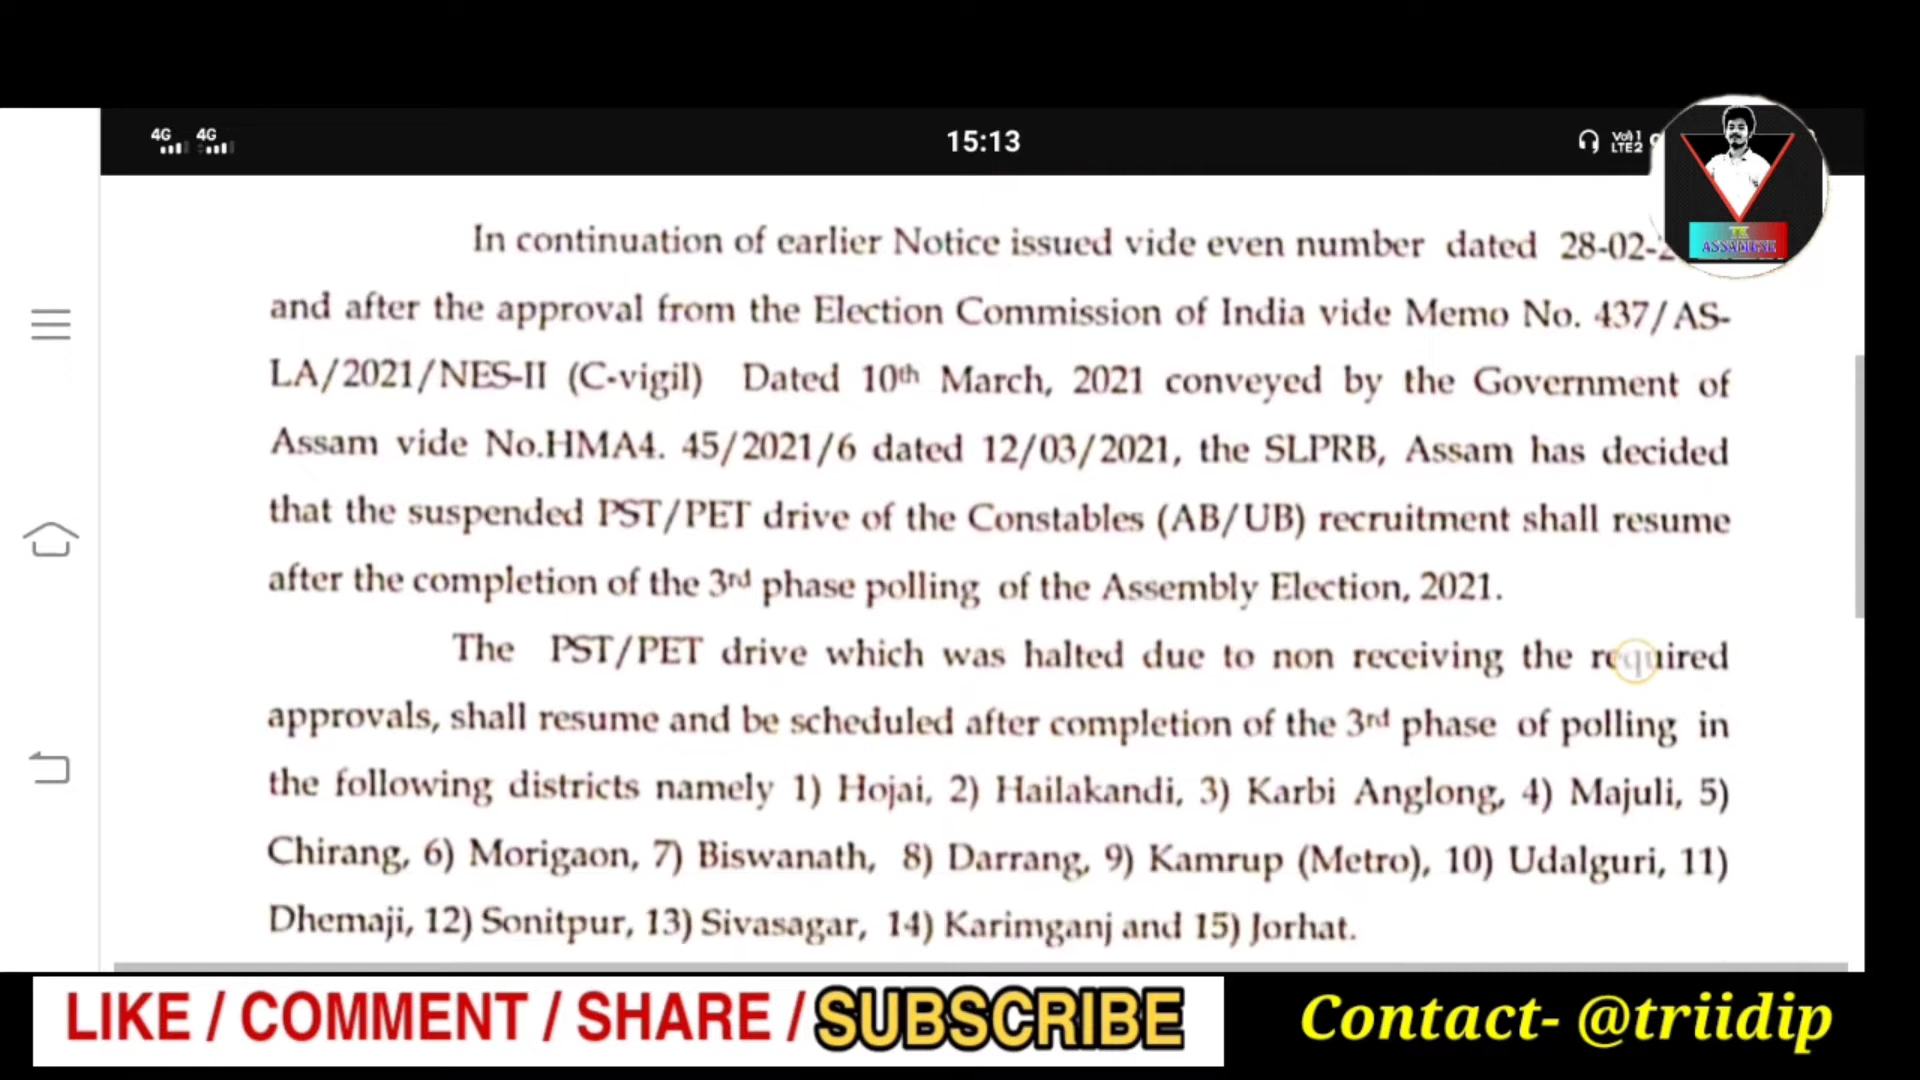 4G 4G 15:13 Vo) 1 LTE2
In continuation of earlier Notice issued vide even number dated 28-02-
and after the approval from the Election Commission of India vide Memo No. 437/AS-
LA/2021/NES-II (C-vigil) Dated 10th March, 2021 conveyed by the Government of
Assam vide No.HMA4. 45/2021/6 dated 12/03/2021, the SLPRB, Assam has decided
that the suspended PST/PET drive of the Constables (AB/UB) recruitment shall resume
after the completion of the 3rd phase polling of the Assembly Election, 2021.
The PST/PET drive which was halted due to non receiving the required
approvals, shall resume and be scheduled after completion of the 3rd phase of polling in
the following districts namely 1) Hojai, 2) Hailakandi, 3) Karbi Anglong, 4) Majuli, 5)
Chirang, 6) Morigaon, 7) Biswanath, 8) Darrang, 9) Kamrup (Metro), 10) Udalguri, 11)
Dhemaji, 12) Sonitpur, 13) Sivasagar, 14) Karimganj and 15) Jorhat.
ASSAMESE
LIKE / COMMENT / SHARE / SUBSCRIBE
Contact- @triidip